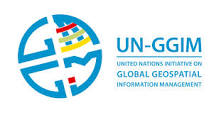 UN-GGIM
UNITED NATIONS INITIATIVE ON
GLOBAL GEOSPATIAL
INFORMATION MANAGEMENT